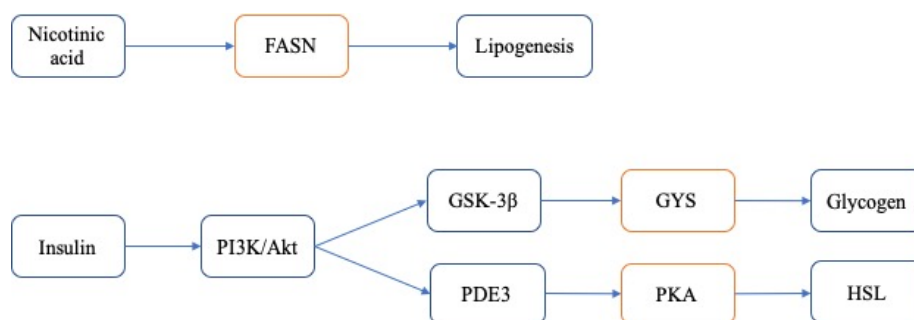 Nicotinic
acid
FASN
Lipogenesis
GSK-3β
GYS
Glycogen
Insulin
PI3K/Akt
PDE3
PKA
HSL